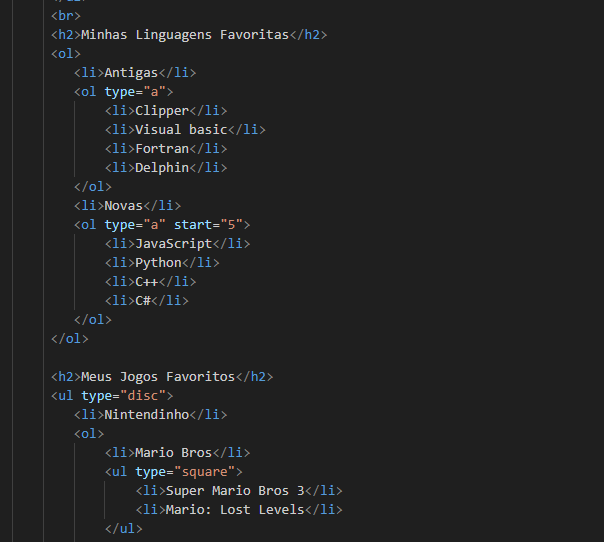 <br>
<h2>Minhas Linguagens Favoritas</h2>
<ol>
<li>Antigas</li>
<ol type="a">
<li>Clipper</li>
<li>Visual basic</li>
<li>Fortran</li>
<li>Delphin</li>
</ol>
<li>Novas</li>
<ol type="a" start="5">
<li>JavaScript</li>
<li>Python</li>
<li>C++</li>
<li>C#</li>
</ol>
</ol>
<h2>Meus Jogos Favoritos</h2>
<ul type="disc">
<li>Nintendinho</li>
<ol>
<li>Mario Bros</li>
<ul type="square">
<li>Super Mario Bros 3</li>
<li>Mario: Lost Levels</li>
</ul>